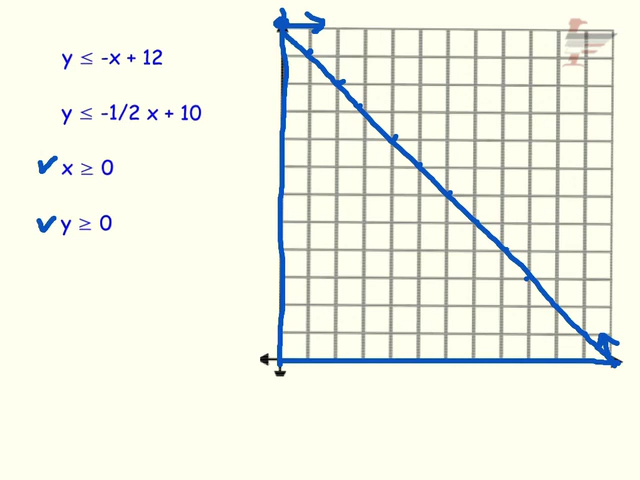 y ≤ -x + 12
y ≤ -1/2 x + 10
✓ x ≥ 0
✓ y ≥ 0